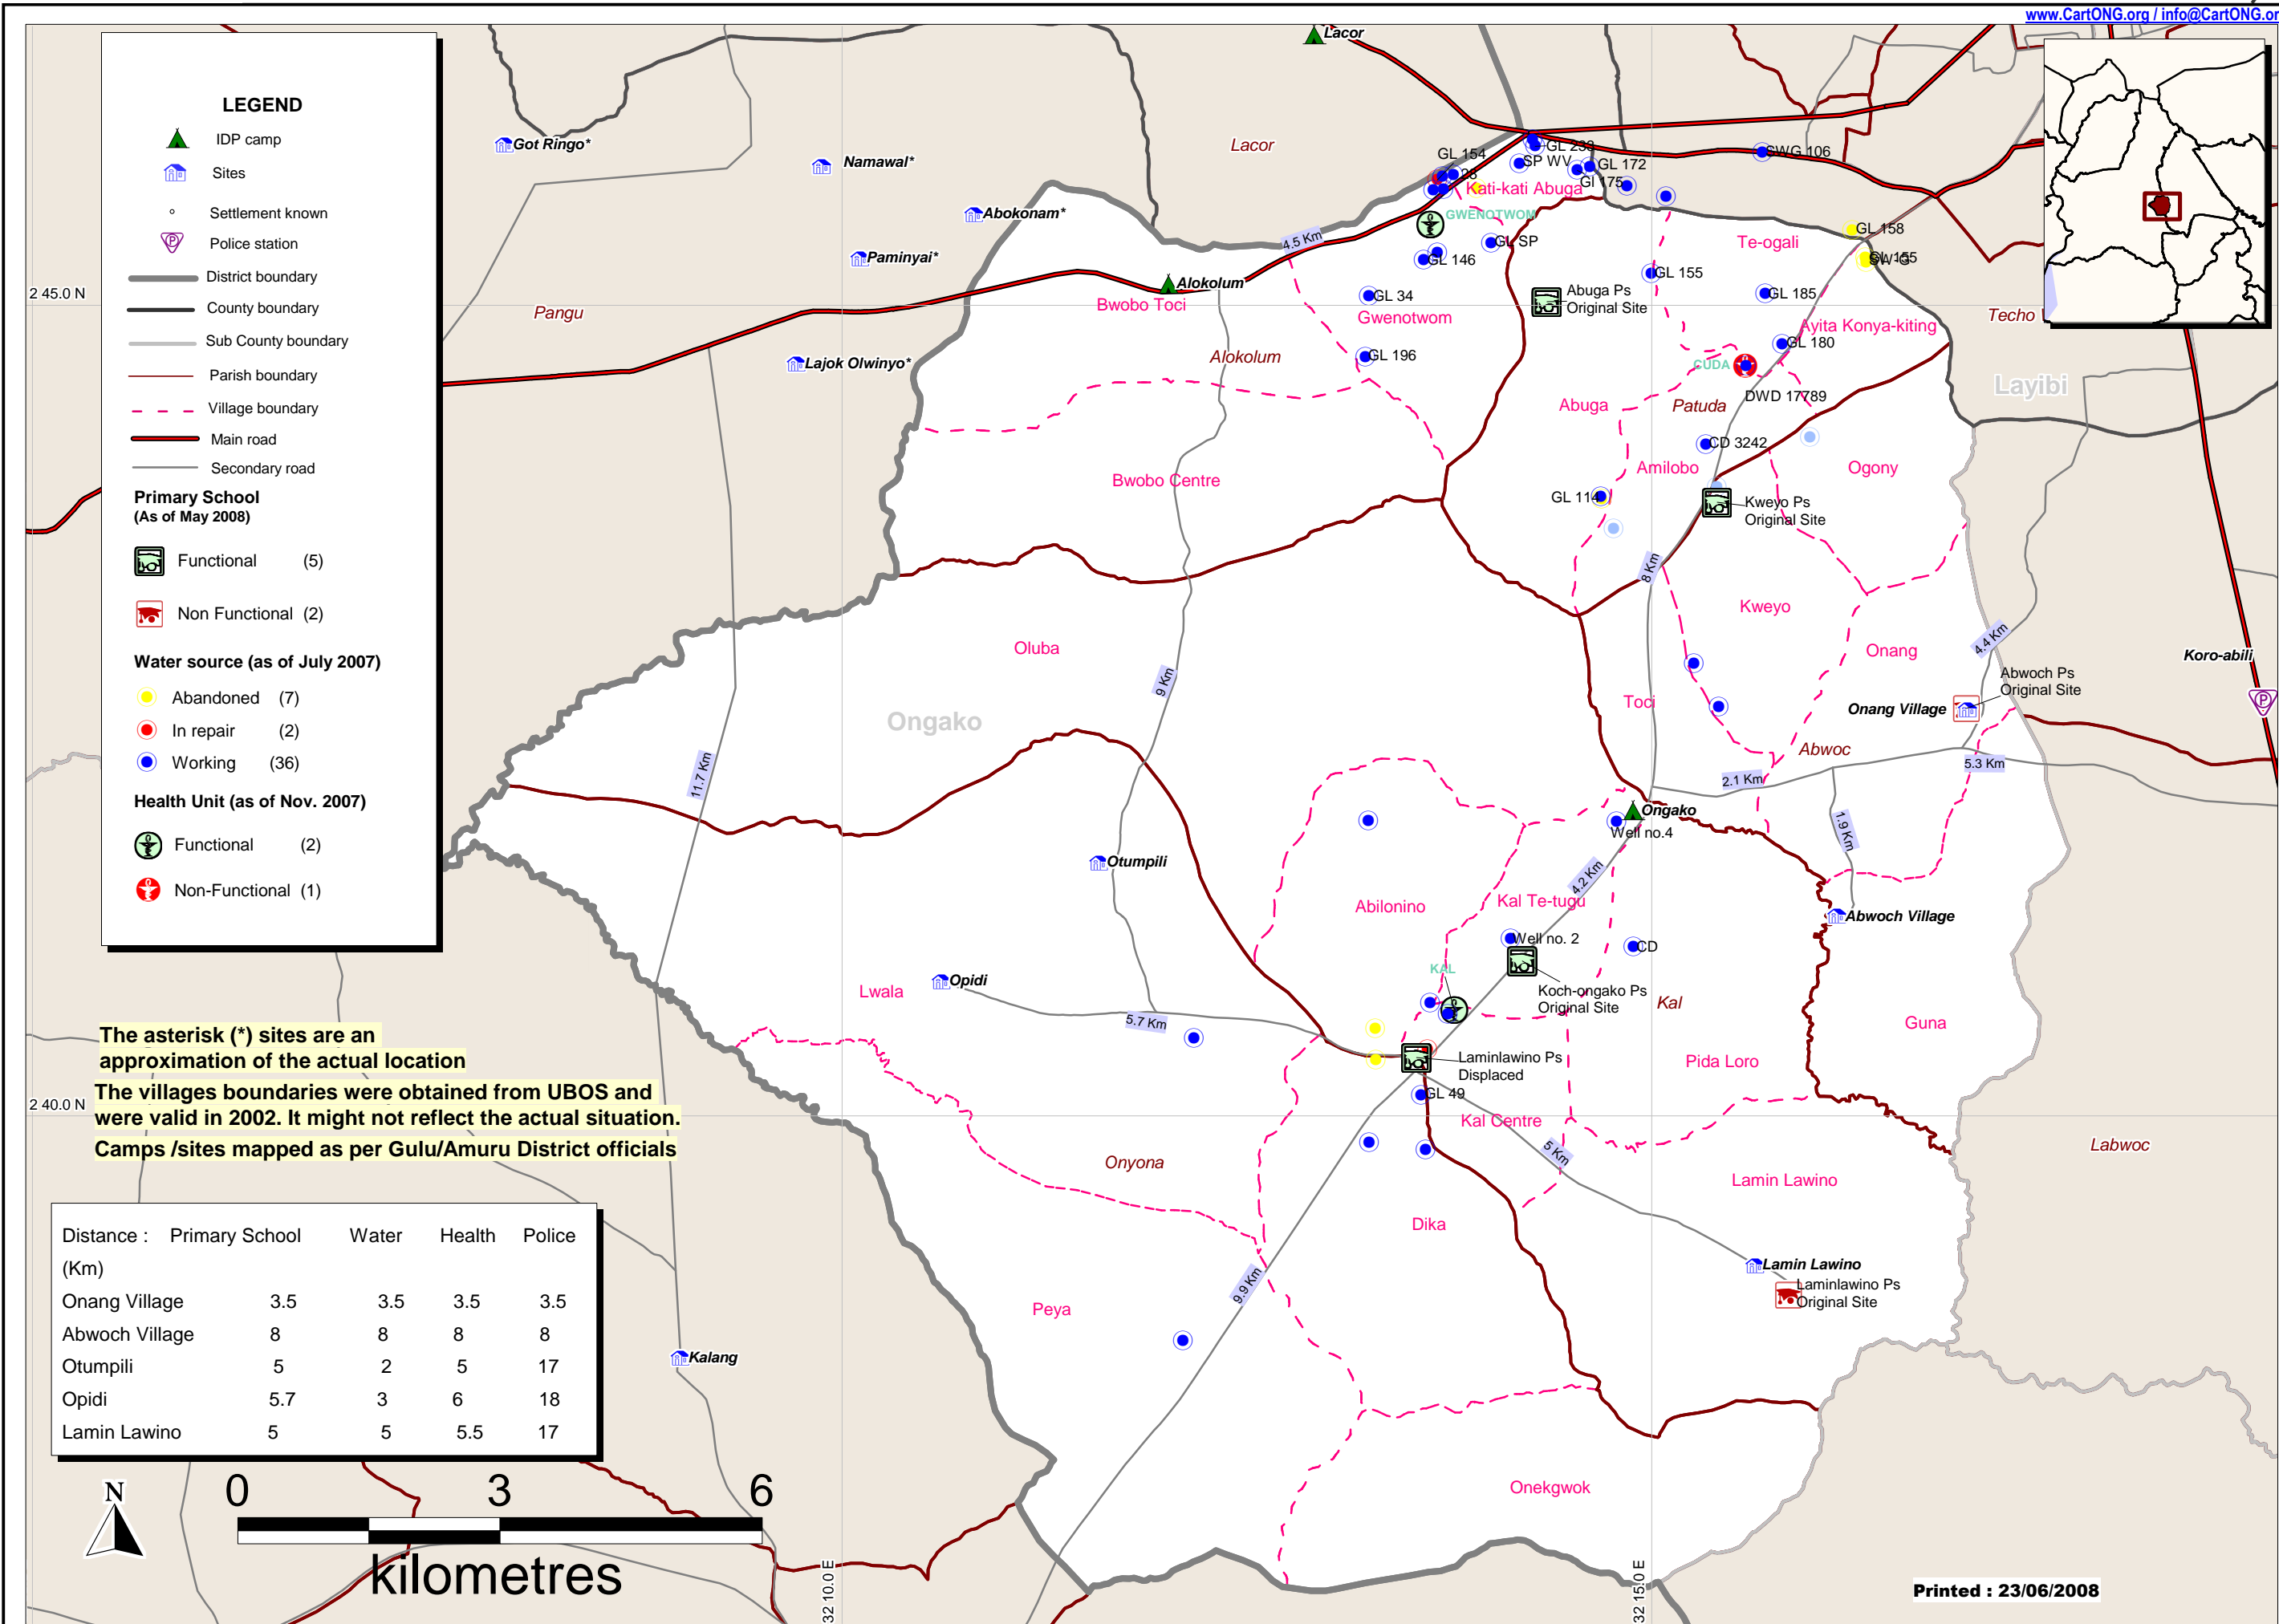 www.CartONG.org / info@CartONG.or
LEGEND
IDP camp
Sites
Settlement known
Police station
District boundary
County boundary
Sub County boundary
Parish boundary
Village boundary
Main road
Secondary road
Primary School
(As of May 2008)
Functional (5)
Non Functional (2)
Water source (as of July 2007)
Abandoned (7)
In repair (2)
Working (36)
Health Unit (as of Nov. 2007)
Functional (2)
Non-Functional (1)
The asterisk (*) sites are an
approximation of the actual location
The villages boundaries were obtained from UBOS and
were valid in 2002. It might not reflect the actual situation.
Camps /sites mapped as per Gulu/Amuru District officials
Distance : Primary School Water Health Police
(Km)
Onang Village 3.5 3.5 3.5 3.5
Abwoch Village 8 8 8 8
Otumpili 5 2 5 17
Opidi 5.7 3 6 18
Lamin Lawino 5 5 5.5 17
N
0 3 6
kilometres
2 45.0 N
2 40.0 N
32 10.0 E
32 15.0 E
Printed : 23/06/2008
Lacor
Lacor
Got Ringo*
Namawal*
Abokonam*
Paminyai*
Lajok Olwinyo*
Pangu
Alokolum
4.5 Km
Bwobo Toci
Alokolum
Bwobo Centre
GL 154
28
GL 233
SP WV
GL 172
Gl 175
SWG 106
Kati-kati Abuga
GWENOTWOM
GL SP
GL 146
GL 34
Gwenotwom
GL 196
Abuga Ps
Original Site
GL 155
Te-ogali
GL 158
GL 155
SWG
GL 185
Ayita Konya-kiting
GL 180
CUDA
DWD 17789
Techo
Layibi
Abuga
Patuda
CD 3242
Amilobo
Ogony
GL 114
Kweyo Ps
Original Site
8 Km
Kweyo
Onang
4.4 Km
Koro-abili
Abwoch Ps
Original Site
Onang Village
Toci
Abwoc
5.3 Km
2.1 Km
1.9 Km
Oluba
9 Km
Ongako
11.7 Km
Ongako
Well no.4
4.2 Km
Otumpili
Abilonino
Kal Te-tugu
Abwoch Village
Well no. 2
CD
KAL
Koch-ongako Ps
Original Site
Kal
Guna
Opidi
Lwala
5.7 Km
Laminlawino Ps
Displaced
Pida Loro
GL 49
Kal Centre
5 Km
Labwoc
Onyona
Lamin Lawino
Dika
Lamin Lawino
Laminlawino Ps
Original Site
9.9 Km
Peya
Kalang
Onekgwok